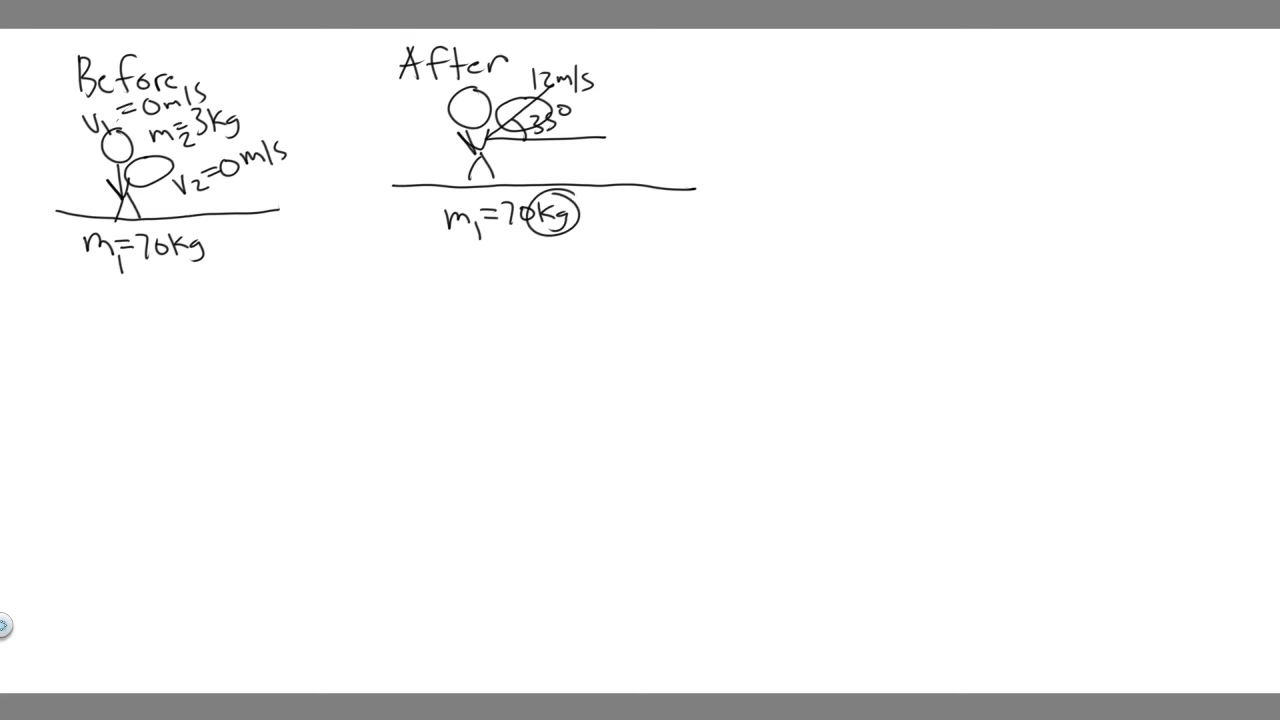 Before
v₁ = 0m/s
m₂ = 3kg
v₂ = 0m/s
m₁ = 70kg
After
12m/s
35°
m₁ = 70kg